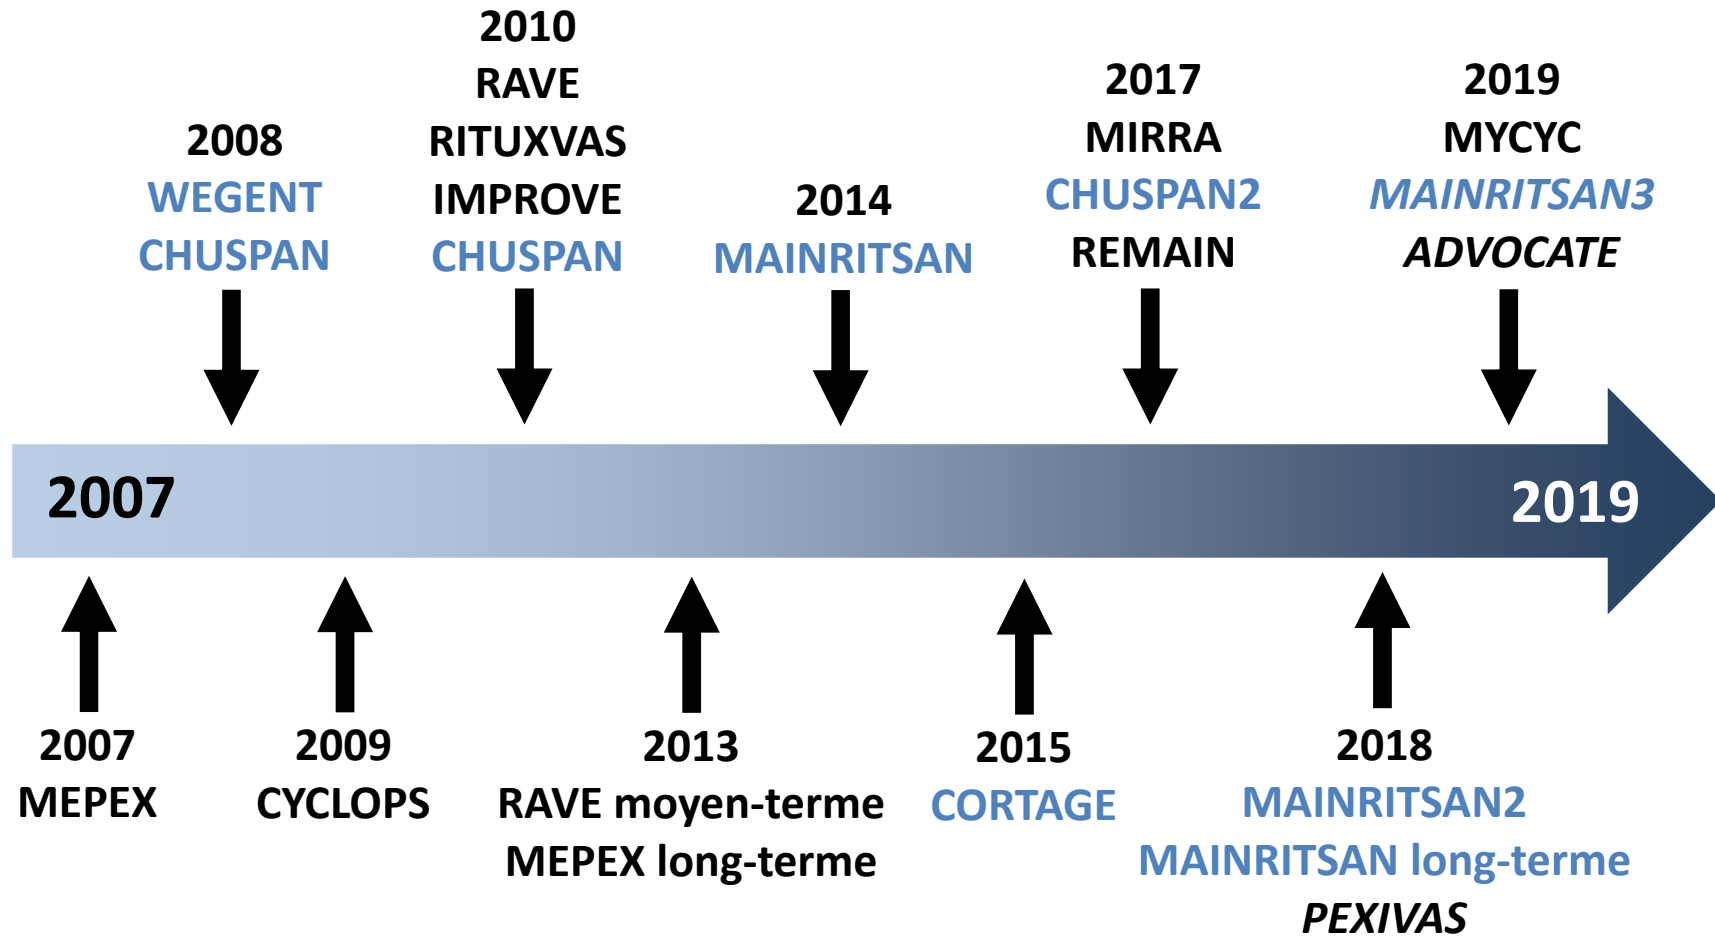 2008
WEGENT
CHUSPAN
2010
RAVE
RITUXVAS
IMPROVE
CHUSPAN
2014
MAINRITSAN
2017
MIRRA
CHUSPAN2
REMAIN
2019
MYCYC
MAINRITSAN3
ADVOCATE
2007
2019
2007
MEPEX
2009
CYCLOPS
2013
RAVE moyen-terme
MEPEX long-terme
2015
CORTAGE
2018
MAINRITSAN2
MAINRITSAN long-terme
PEXIVAS